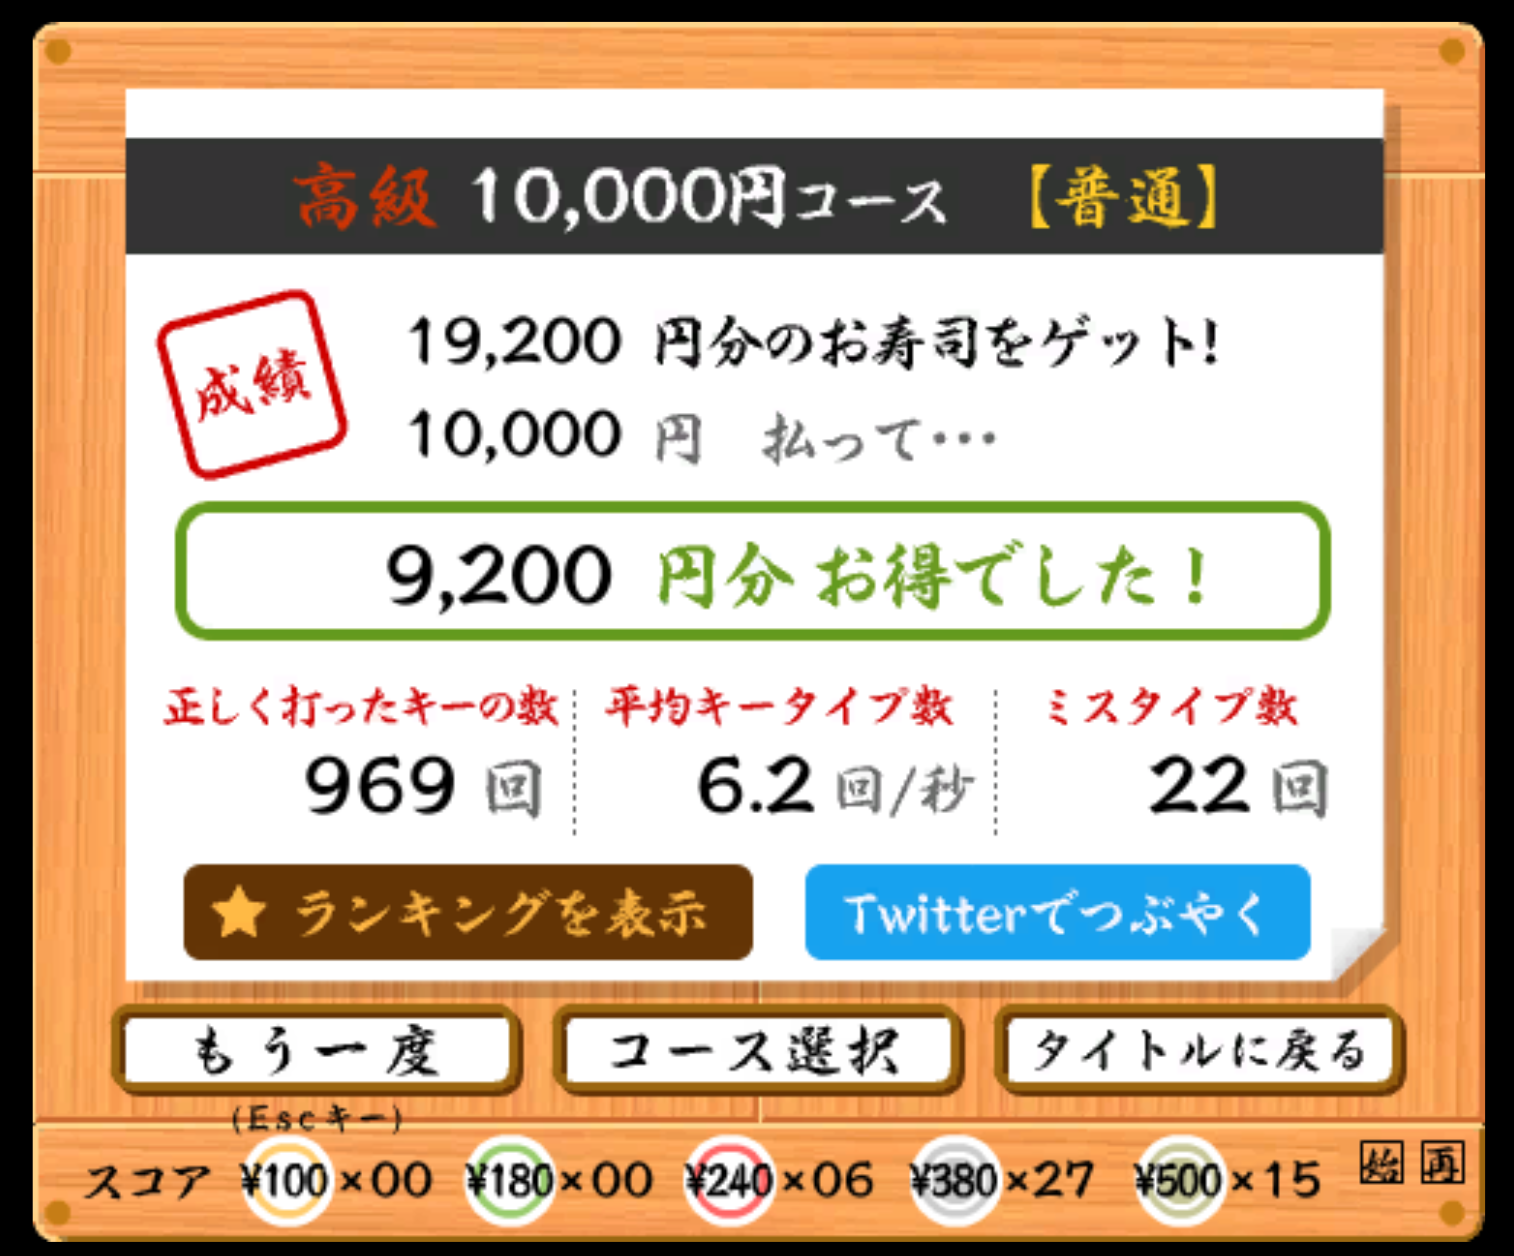 高級 10,000円コース 【普通】
成績
19,200 円分のお寿司をゲット!
10,000 円 払って…
9,200 円分 お得でした！
正しく打ったキーの数 平均キータイプ数 ミスタイプ数
969 回 6.2 回/秒 22 回
★ ランキングを表示 Twitterでつぶやく
もう一度 コース選択 タイトルに戻る
(Escキー)
スコア ¥100×00 ¥180×00 ¥240×06 ¥380×27 ¥500×15 始 再